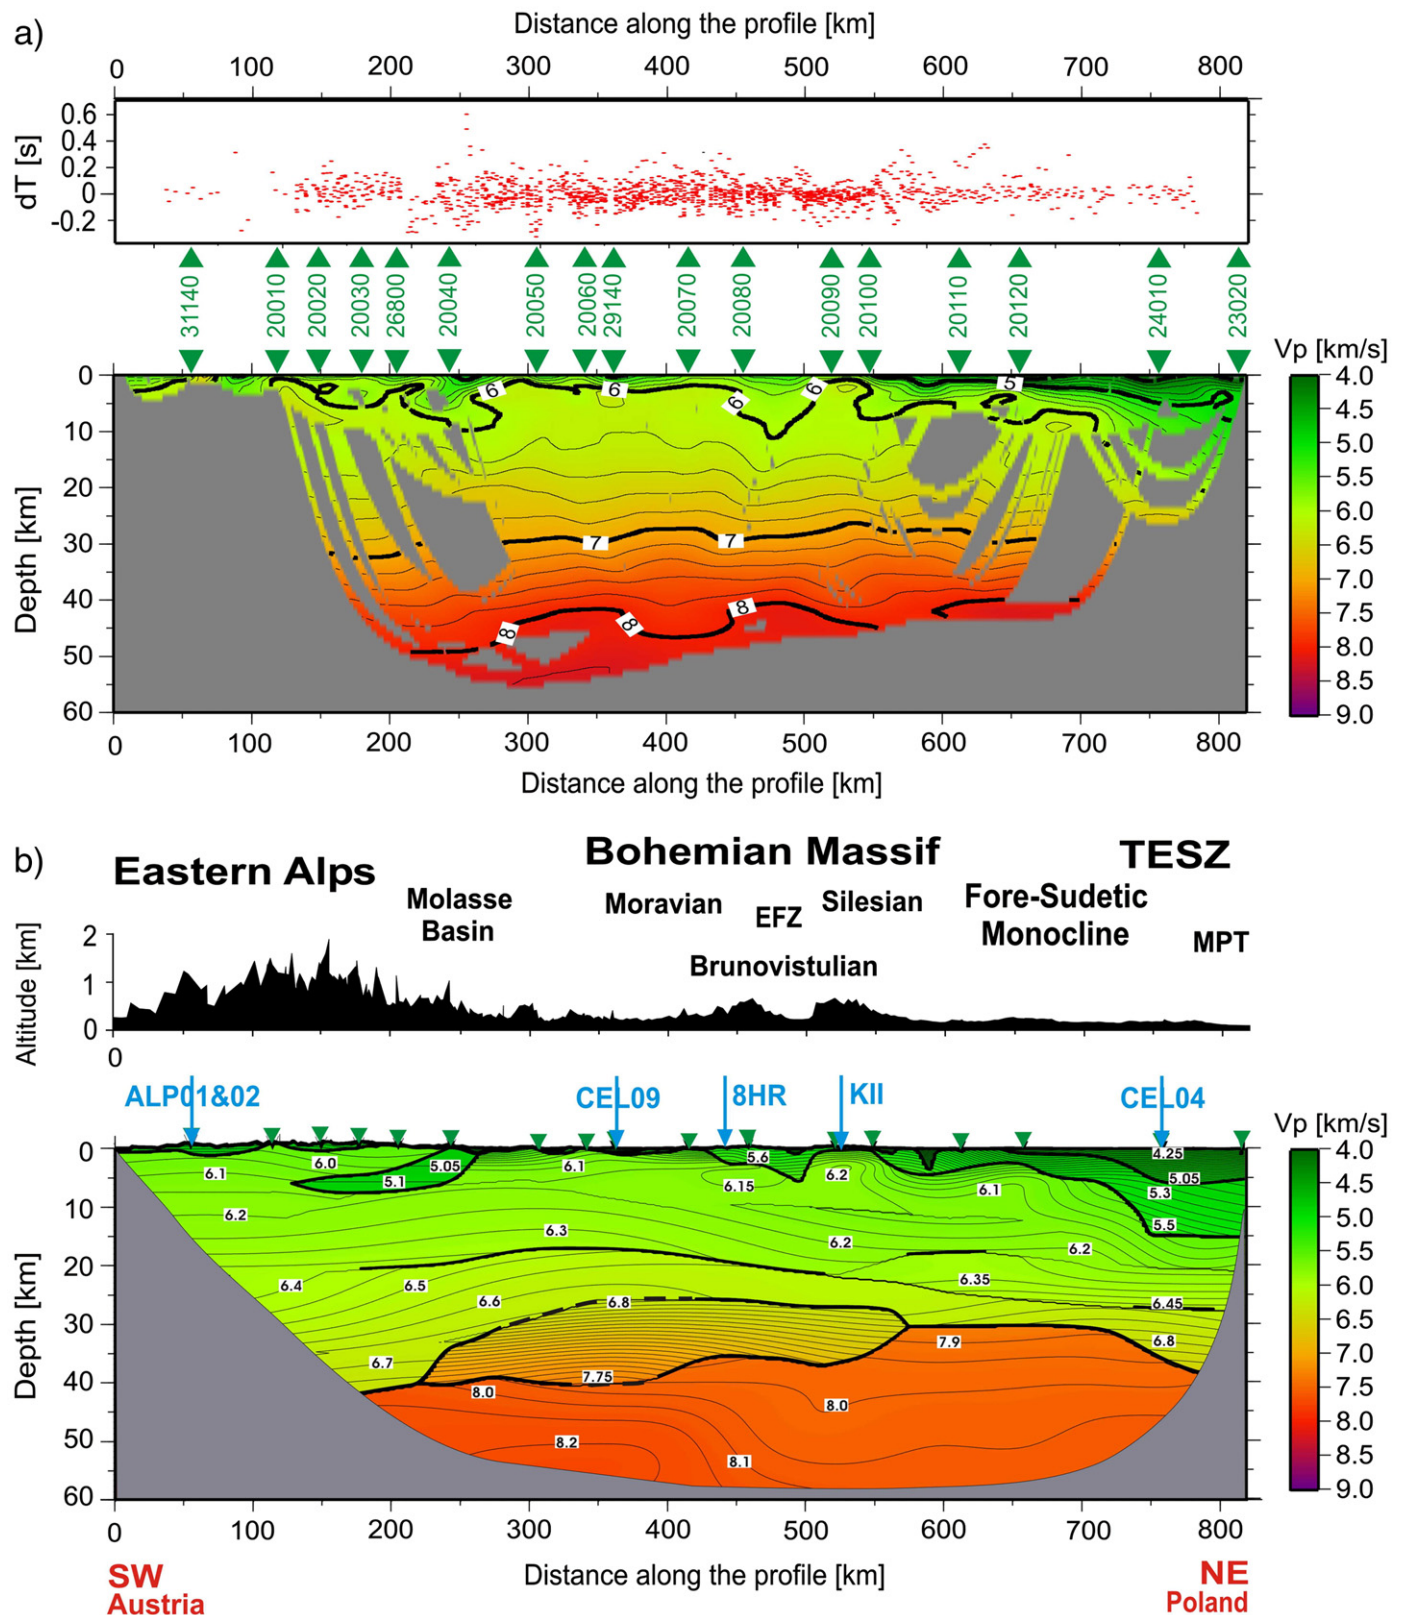 a)
Distance along the profile [km]
0 100 200 300 400 500 600 700 800
dT [s]
0.6
0.4
0.2
0
-0.2
31140 20010 20020 20030 26800 20040 20050 20060 29140 20070 20080 20090 20100 20110 20120 24010 23020
Vp [km/s]
4.0
4.5
5.0
5.5
6.0
6.5
7.0
7.5
8.0
8.5
9.0
Depth [km]
0
10
20
30
40
50
60
6 6 6 6 5
7 7
8 8 8
0 100 200 300 400 500 600 700 800
Distance along the profile [km]
b)
Eastern Alps
Bohemian Massif
TESZ
Molasse
Basin
Moravian
EFZ
Silesian
Fore-Sudetic
Monocline
MPT
Brunovistulian
Altitude [km]
2
1
0
0
ALP01&02 CEL09 8HR KII CEL04
Vp [km/s]
4.0
4.5
5.0
5.5
6.0
6.5
7.0
7.5
8.0
8.5
9.0
Depth [km]
0
10
20
30
40
50
60
6.1 6.0 5.05 6.1 5.6 6.2 4.25
5.1 6.15 6.1 5.05
5.3
6.2 6.3 6.2 6.2 5.5
6.4 6.5 6.6 6.8 6.35 6.45
6.7 7.75 7.9 6.8
8.0 8.0
8.2 8.1
0 100 200 300 400 500 600 700 800
Distance along the profile [km]
SW
Austria
NE
Poland